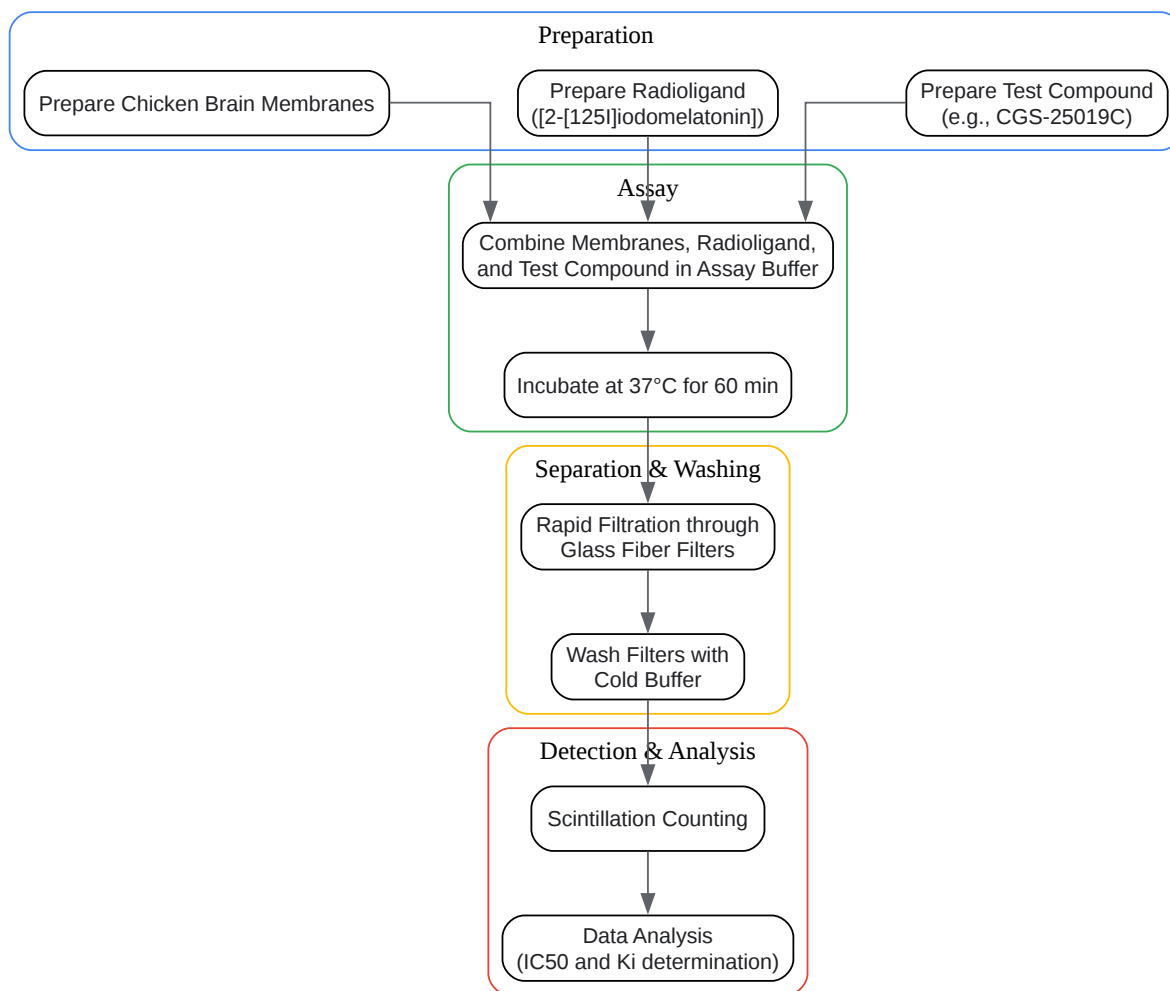 Preparation
Prepare Chicken Brain Membranes
Prepare Radioligand
([2-[125I]iodomelatonin])
Prepare Test Compound
(e.g., CGS-25019C)
Assay
Combine Membranes, Radioligand,
and Test Compound in Assay Buffer
Incubate at 37°C for 60 min
Separation & Washing
Rapid Filtration through
Glass Fiber Filters
Wash Filters with
Cold Buffer
Detection & Analysis
Scintillation Counting
Data Analysis
(IC50 and Ki determination)